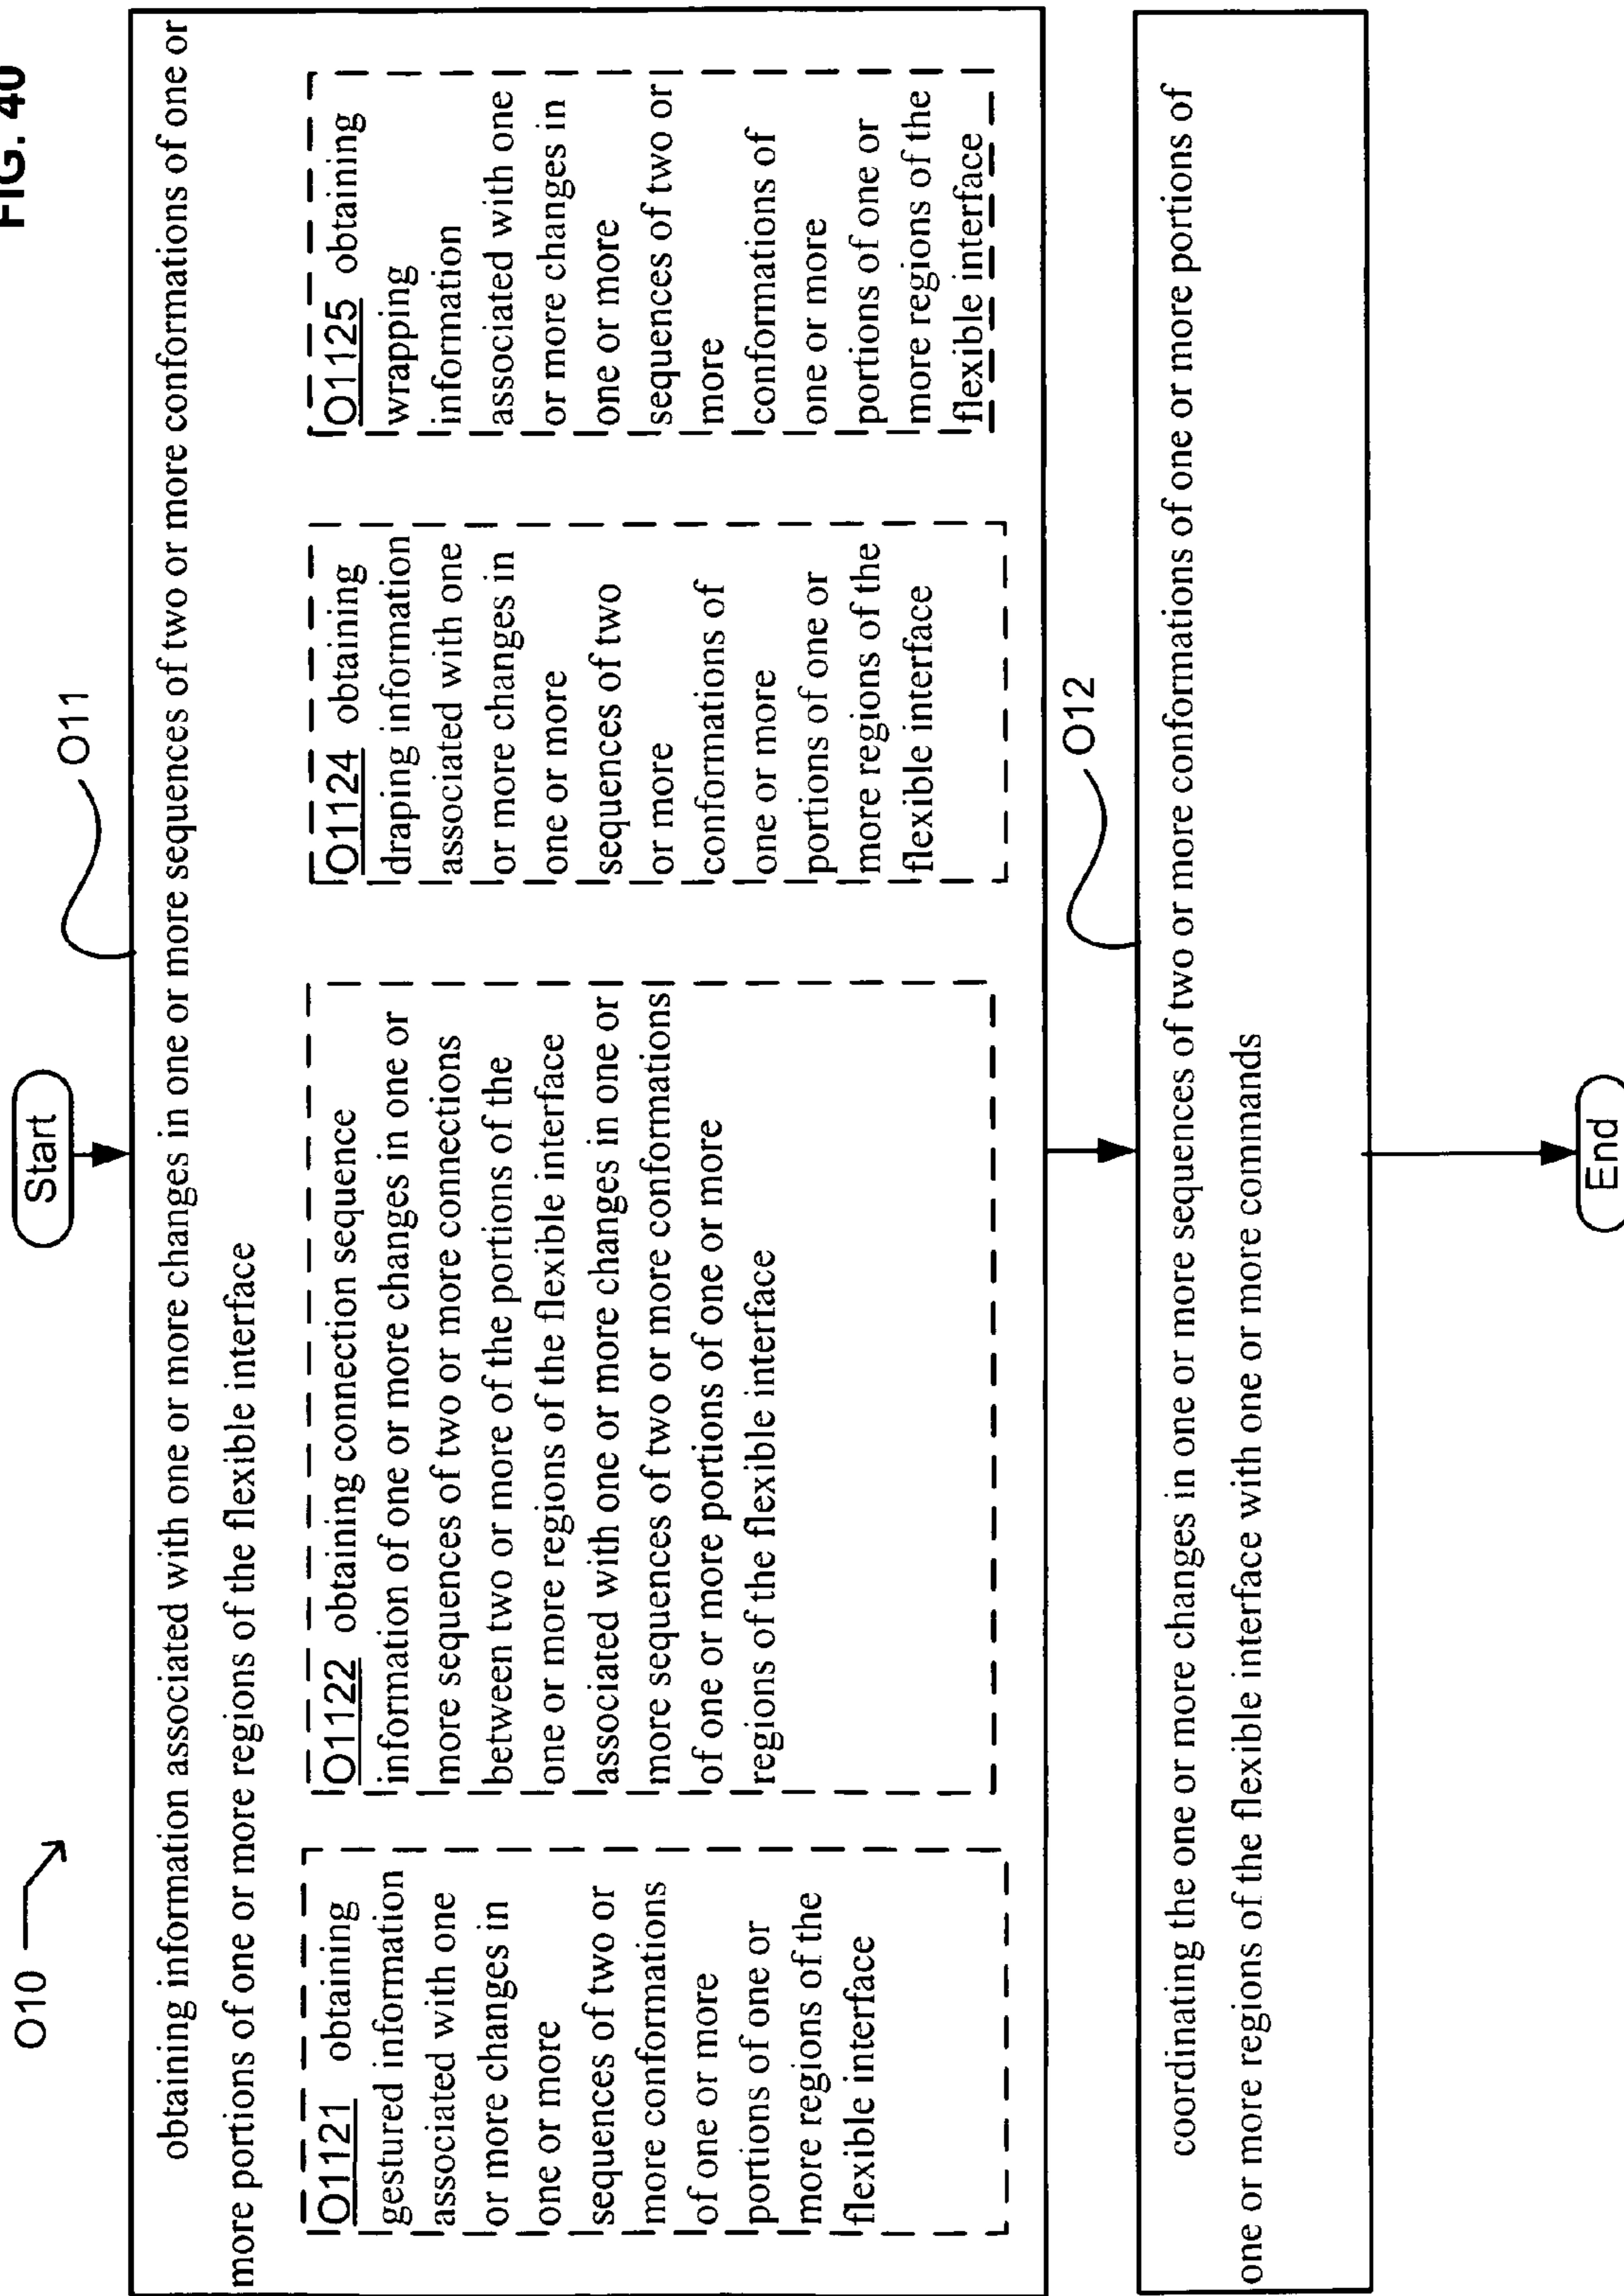 FIG. 40
O10
Start
O11
obtaining information associated with one or more changes in one or more sequences of two or more conformations of one or
more portions of one or more regions of the flexible interface
O1121 obtaining
gestured information
associated with one
or more changes in
one or more
sequences of two or
more conformations
of one or more
portions of one or
more regions of the
flexible interface
O1122 obtaining connection sequence
information of one or more changes in one or
more sequences of two or more connections
between two or more of the portions of the
one or more regions of the flexible interface
associated with one or more changes in one or
more sequences of two or more conformations
of one or more portions of one or more
regions of the flexible interface
O1124 obtaining
draping information
associated with one
or more changes in
one or more
sequences of two
or more
conformations of
one or more
portions of one or
more regions of the
flexible interface
O1125 obtaining
wrapping
information
associated with one
or more changes in
one or more
sequences of two or
more
conformations of
one or more
portions of one or
more regions of the
flexible interface
O12
coordinating the one or more changes in one or more sequences of two or more conformations of one or more portions of
one or more regions of the flexible interface with one or more commands
End